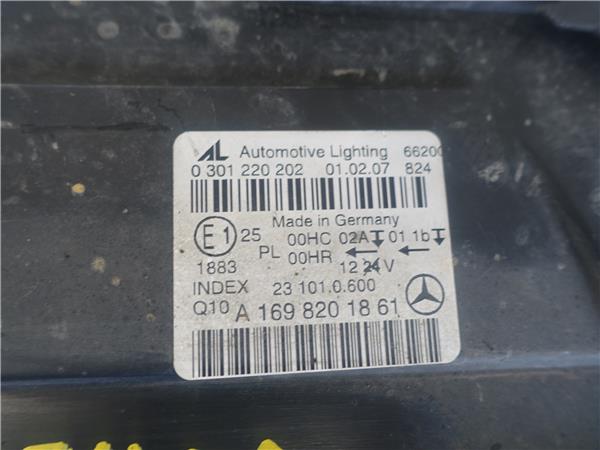 AL Automotive Lighting 66200
0 301 220 202 01.02.07 824
Made in Germany
E1 25 00HC 02A 01 1b
PL 00HR
1883 12 24 V
INDEX 23 101.0.600
Q10 A 169 820 18 61